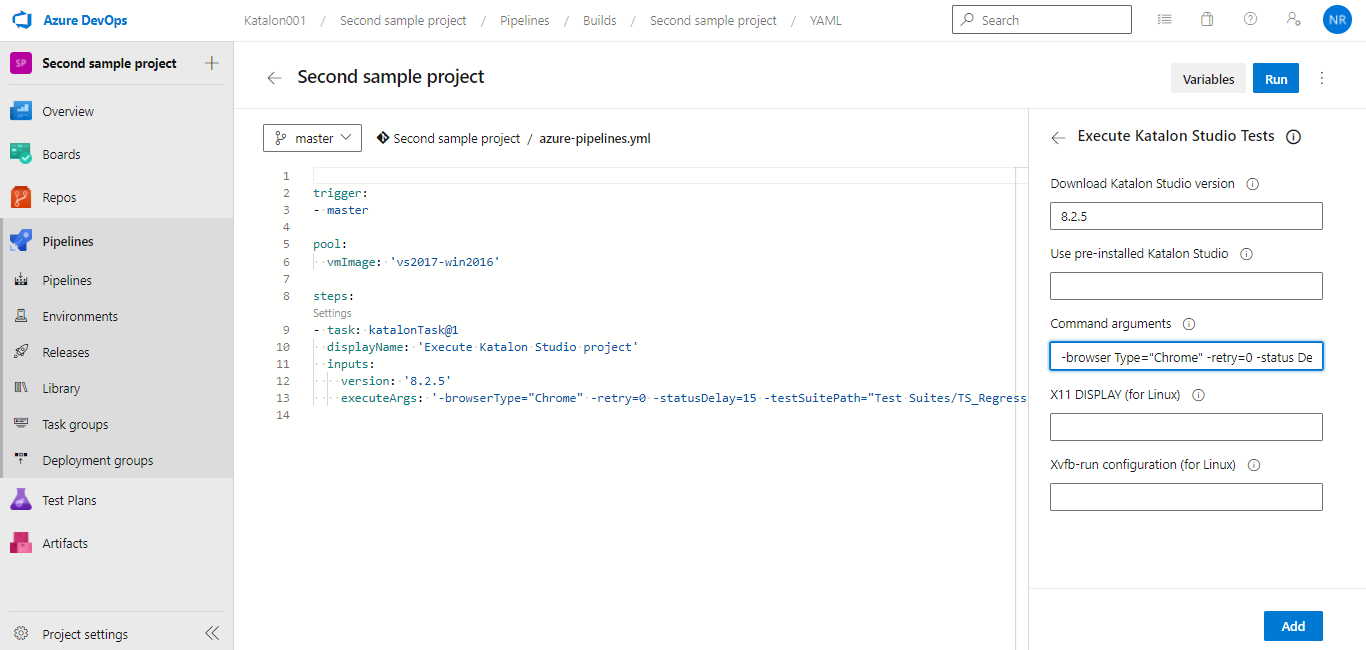 Azure DevOps
Katalon001 / Second sample project / Pipelines / Builds / Second sample project / YAML
Search
NR
SP Second sample project
Overview
Boards
Repos
Pipelines
Pipelines
Environments
Releases
Library
Task groups
Deployment groups
Test Plans
Artifacts
Project settings
Second sample project
Variables
Run
master
Second sample project / azure-pipelines.yml
1
2 trigger:
3 - master
4
5 pool:
6 vmImage: 'vs2017-win2016'
7
8 steps:
Settings
9 - task: katalonTask@1
10 displayName: 'Execute Katalon Studio project'
11 inputs:
12 version: '8.2.5'
13 executeArgs: '-browserType="Chrome" -retry=0 -statusDelay=15 -testSuitePath="Test Suites/TS_Regress
14
Execute Katalon Studio Tests
Download Katalon Studio version
8.2.5
Use pre-installed Katalon Studio
Command arguments
-browser Type="Chrome" -retry=0 -status De
X11 DISPLAY (for Linux)
Xvfb-run configuration (for Linux)
Add